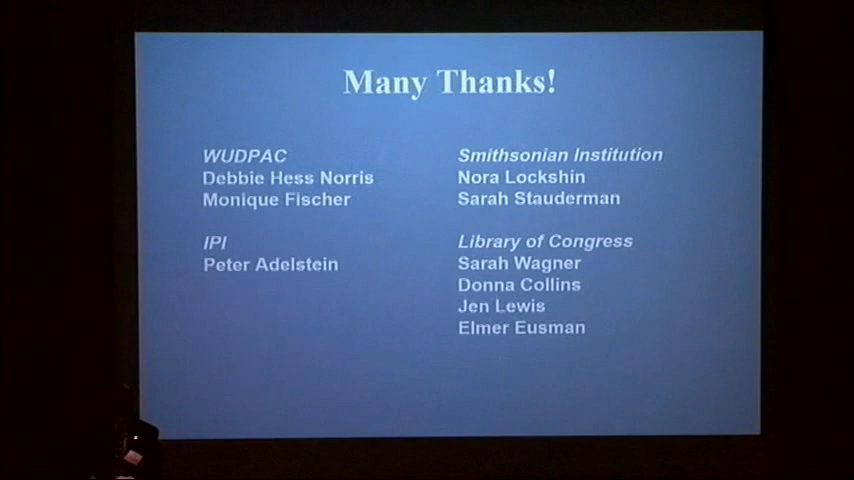 Many Thanks!
WUDPAC
Debbie Hess Norris
Monique Fischer
IPI
Peter Adelstein
Smithsonian Institution
Nora Lockshin
Sarah Stauderman
Library of Congress
Sarah Wagner
Donna Collins
Jen Lewis
Elmer Eusman